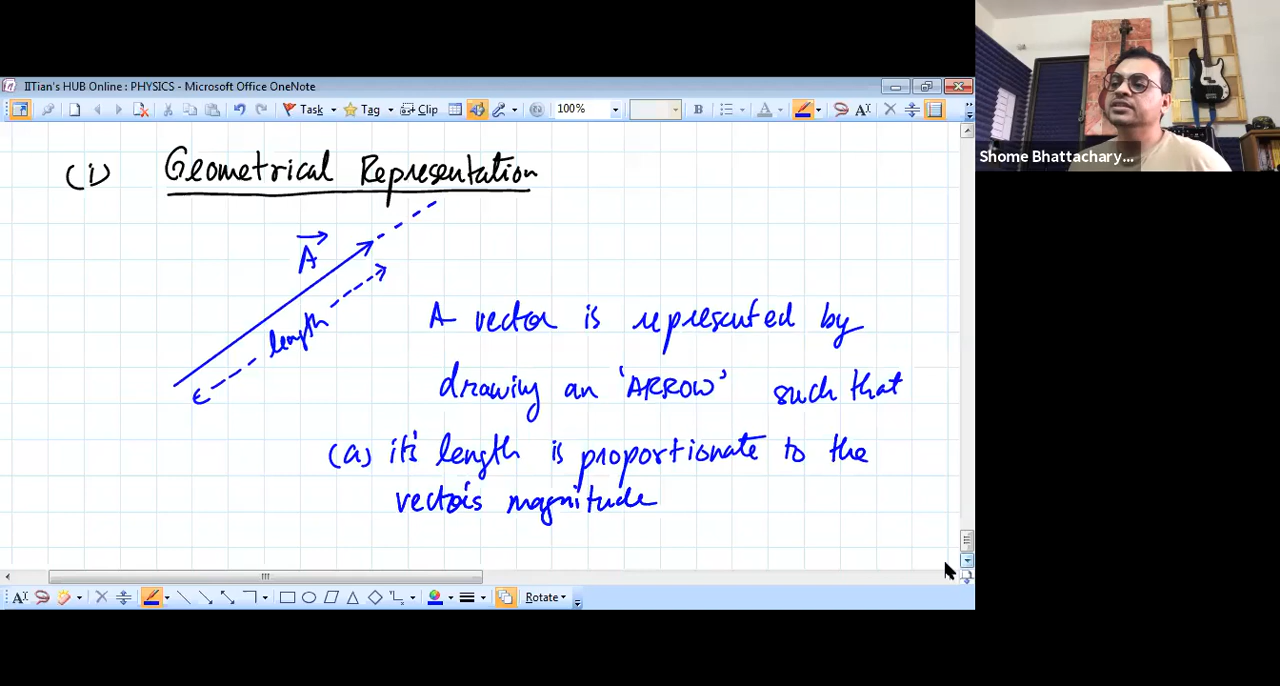 IITian's HUB Online : PHYSICS - Microsoft Office OneNote
Task Tag Clip 100% B A A
Shome Bhattachary...
(i) Geometrical Representation
A
length
A vector is represented by
drawing an 'ARROW' such that
(a) it's length is proportionate to the
vector's magnitude
A Rotate